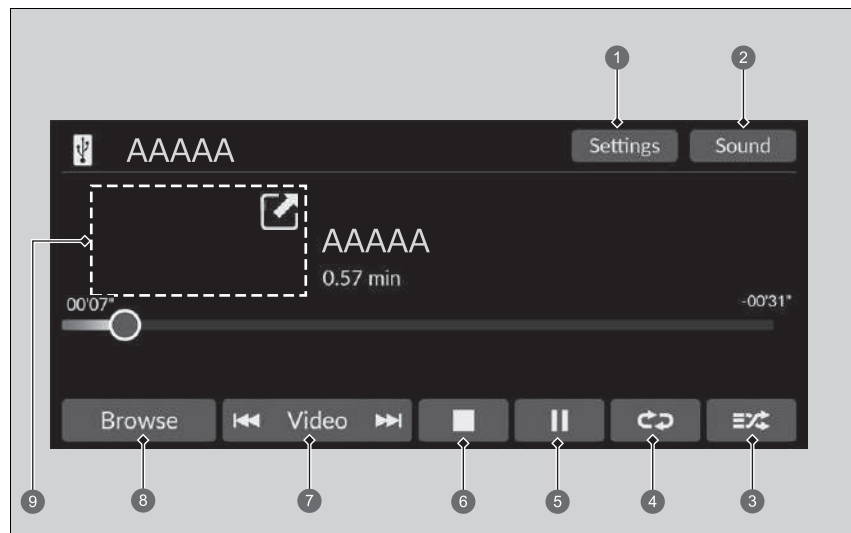 1 2
AAAAA Settings Sound
AAAAA
9
0.57 min
00'07" -00'31"
Browse Video
8 7 6 5 4 3